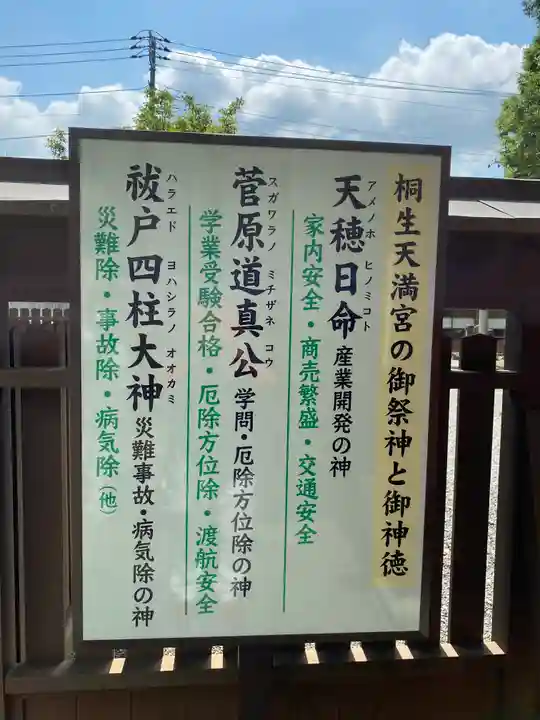 桐生天満宮の御祭神と御神徳
アメノホ ヒノミコト
天穂日命 産業開発の神
家内安全・商売繁盛・交通安全
スガワラノ ミチザネ コウ
菅原道真公 学問・厄除方位除の神
学業受験合格・厄除方位除・渡航安全
ハラエド ヨハシラノ オオカミ
祓戸四柱大神 災難事故・病気除の神
災難除・事故除・病気除(他)